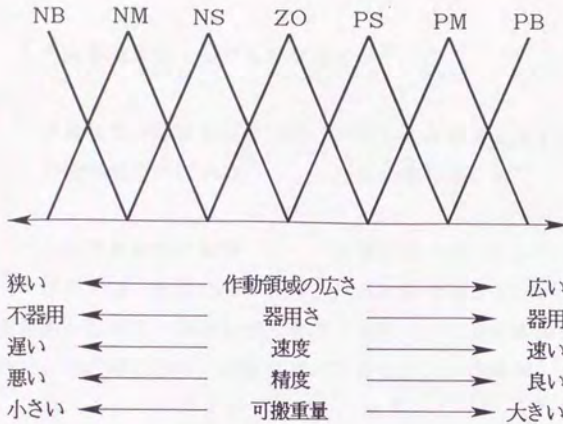 NB NM NS ZO PS PM PB
狭い 作動領域の広さ 広い
不器用 器用さ 器用
遅い 速度 速い
悪い 精度 良い
小さい 可搬重量 大きい